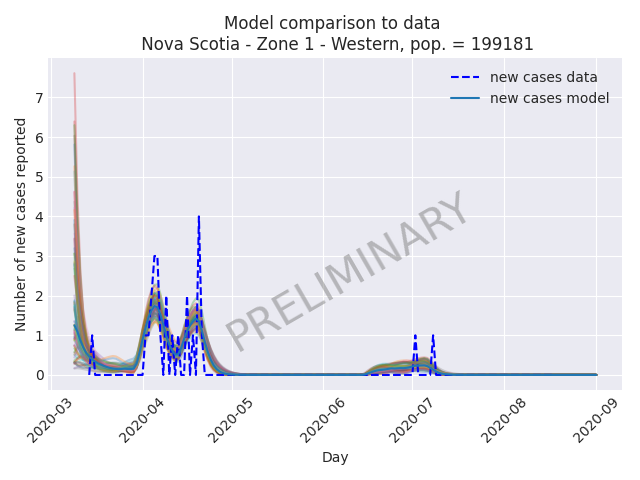 Model comparison to data
Nova Scotia - Zone 1 - Western, pop. = 199181
new cases data
new cases model
Number of new cases reported
7
6
5
4
3
2
1
0
PRELIMINARY
2020-03
2020-04
2020-05
2020-06
2020-07
2020-08
2020-09
Day